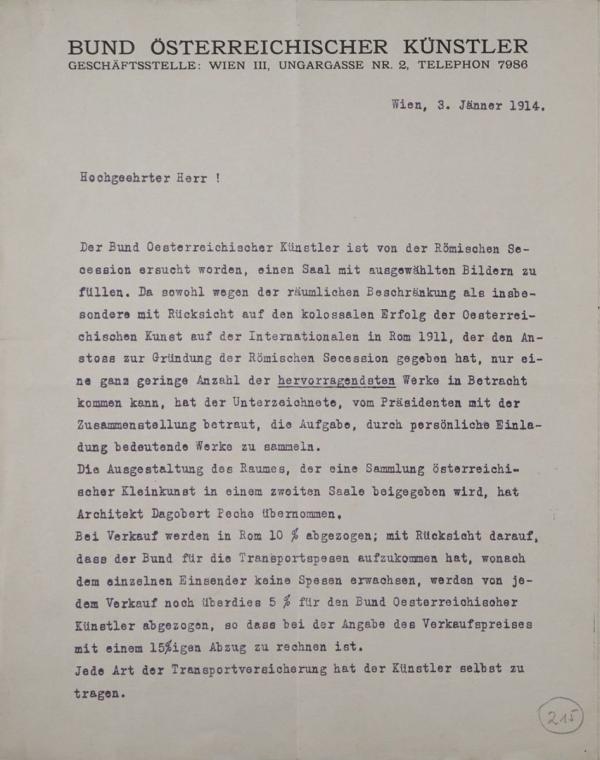 BUND ÖSTERREICHISCHER KÜNSTLER
GESCHÄFTSSTELLE: WIEN III, UNGARGASSE NR. 2, TELEPHON 7986
Wien, 3. Jänner 1914.
Hochgeehrter Herr !
Der Bund Oesterreichischer Künstler ist von der Römischen Se-
cession ersucht worden, einen Saal mit ausgewählten Bildern zu
füllen. Da sowohl wegen der räumlichen Beschränkung als insbe-
sondere mit Rücksicht auf den kolossalen Erfolg der Oesterrei-
chischen Kunst auf der Internationalen in Rom 1911, der den An-
stoss zur Gründung der Römischen Secession gegeben hat, nur ei-
ne ganz geringe Anzahl der hervorragendsten Werke in Betracht
kommen kann, hat der Unterzeichnete, vom Präsidenten mit der
Zusammenstellung betraut, die Aufgabe, durch persönliche Einla-
dung bedeutende Werke zu sammeln.
Die Ausgestaltung des Raumes, der eine Sammlung österreichi-
scher Kleinkunst in einem zweiten Saale beigegeben wird, hat
Architekt Dagobert Peche übernommen.
Bei Verkauf werden in Rom 10 % abgezogen; mit Rücksicht darauf,
dass der Bund für die Transportspesen aufzukommen hat, wonach
dem einzelnen Einsender keine Spesen erwachsen, werden von je-
dem Verkauf noch überdies 5 % für den Bund Oesterreichischer
Künstler abgezogen, so dass bei der Angabe des Verkaufspreises
mit einem 15%igen Abzug zu rechnen ist.
Jede Art der Transportversicherung hat der Künstler selbst zu
tragen.
215